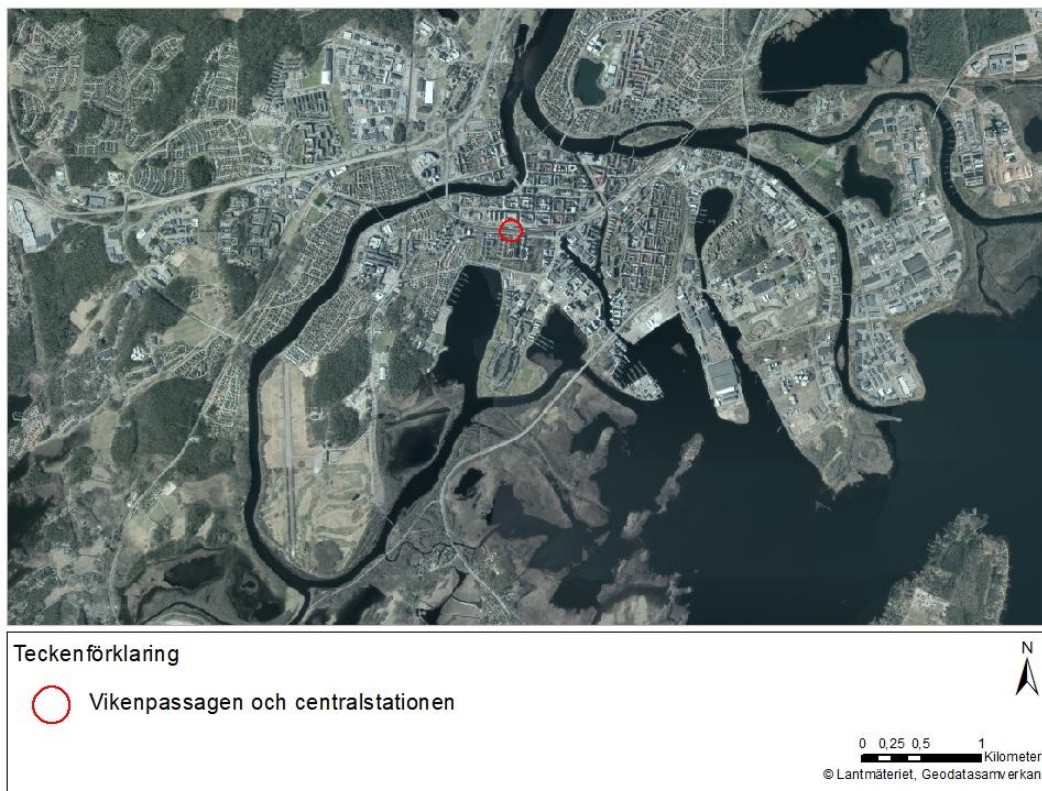 Teckenförklaring
Vikenpassagen och centralstationen
N
0 0,25 0,5 1
Kilometer
© Lantmäteriet, Geodatasamverkan